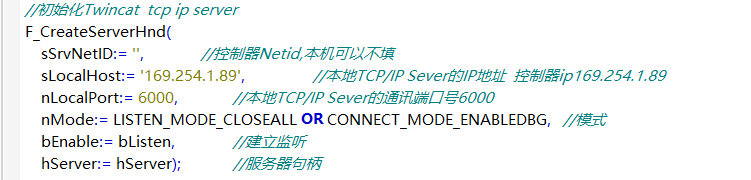 //初始化Twincat  tcp ip server
F_CreateServerHnd(
sSrvNetID:= '', //控制器Netid,本机可以不填
sLocalHost:= '169.254.1.89', //本地TCP/IP Sever的IP地址  控制器ip169.254.1.89
nLocalPort:= 6000, //本地TCP/IP Sever的通讯端口号6000
nMode:= LISTEN_MODE_CLOSEALL OR CONNECT_MODE_ENABLEDBG, //模式
bEnable:= bListen, //建立监听
hServer:= hServer); //服务器句柄